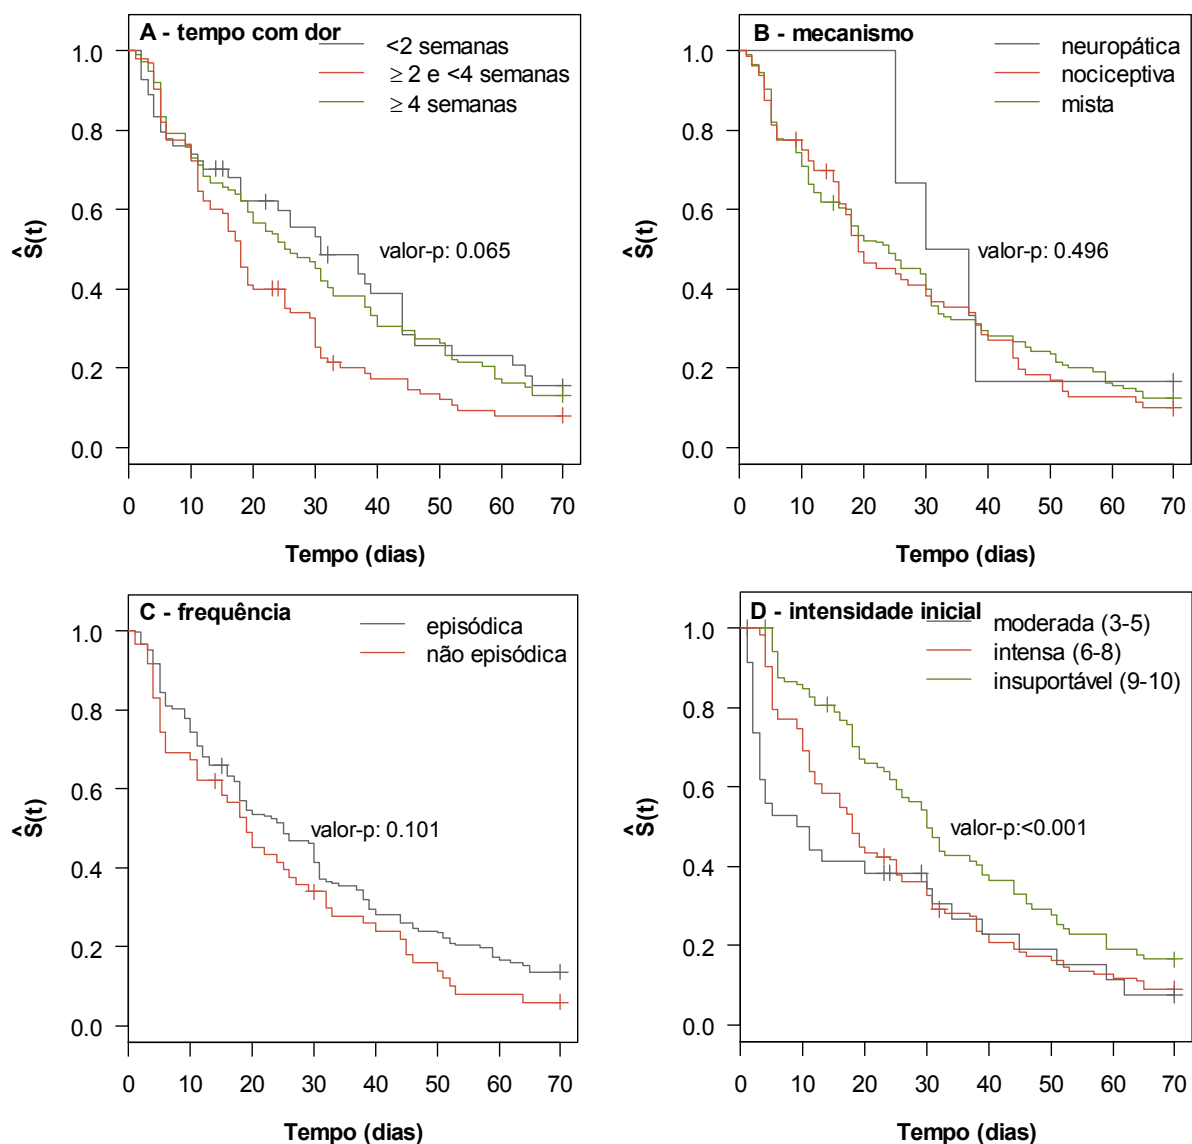 A - tempo com dor
<2 semanas
≥ 2 e <4 semanas
≥ 4 semanas
valor-p: 0.065
Ŝ(t)
1.0
0.8
0.6
0.4
0.2
0.0
0 10 20 30 40 50 60 70
Tempo (dias)
B - mecanismo
neuropática
nociceptiva
mista
valor-p: 0.496
Ŝ(t)
1.0
0.8
0.6
0.4
0.2
0.0
0 10 20 30 40 50 60 70
Tempo (dias)
C - frequência
episódica
não episódica
valor-p: 0.101
Ŝ(t)
1.0
0.8
0.6
0.4
0.2
0.0
0 10 20 30 40 50 60 70
Tempo (dias)
D - intensidade inicial
moderada (3-5)
intensa (6-8)
insuportável (9-10)
valor-p:<0.001
Ŝ(t)
1.0
0.8
0.6
0.4
0.2
0.0
0 10 20 30 40 50 60 70
Tempo (dias)